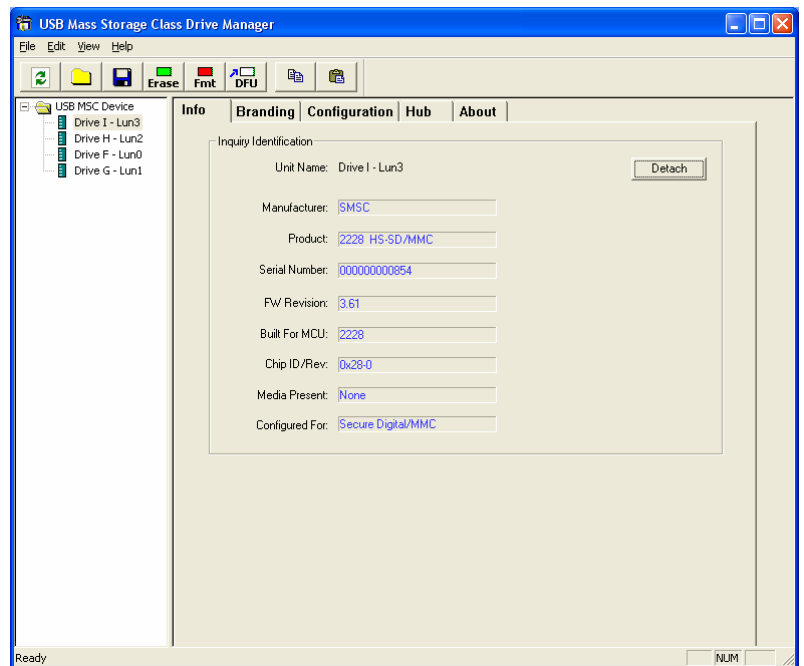 USB Mass Storage Class Drive Manager
File Edit View Help
Erase Fmt DFU
USB MSC Device
Drive I - Lun3
Drive H - Lun2
Drive F - Lun0
Drive G - Lun1
Info Branding Configuration Hub About
Inquiry Identification
Unit Name: Drive I - Lun3 Detach
Manufacturer: SMSC
Product: 2228 HS-SD/MMC
Serial Number: 000000000854
FW Revision: 3.61
Built For MCU: 2228
Chip ID/Rev: 0x28-0
Media Present: None
Configured For: Secure Digital/MMC
Ready NUM